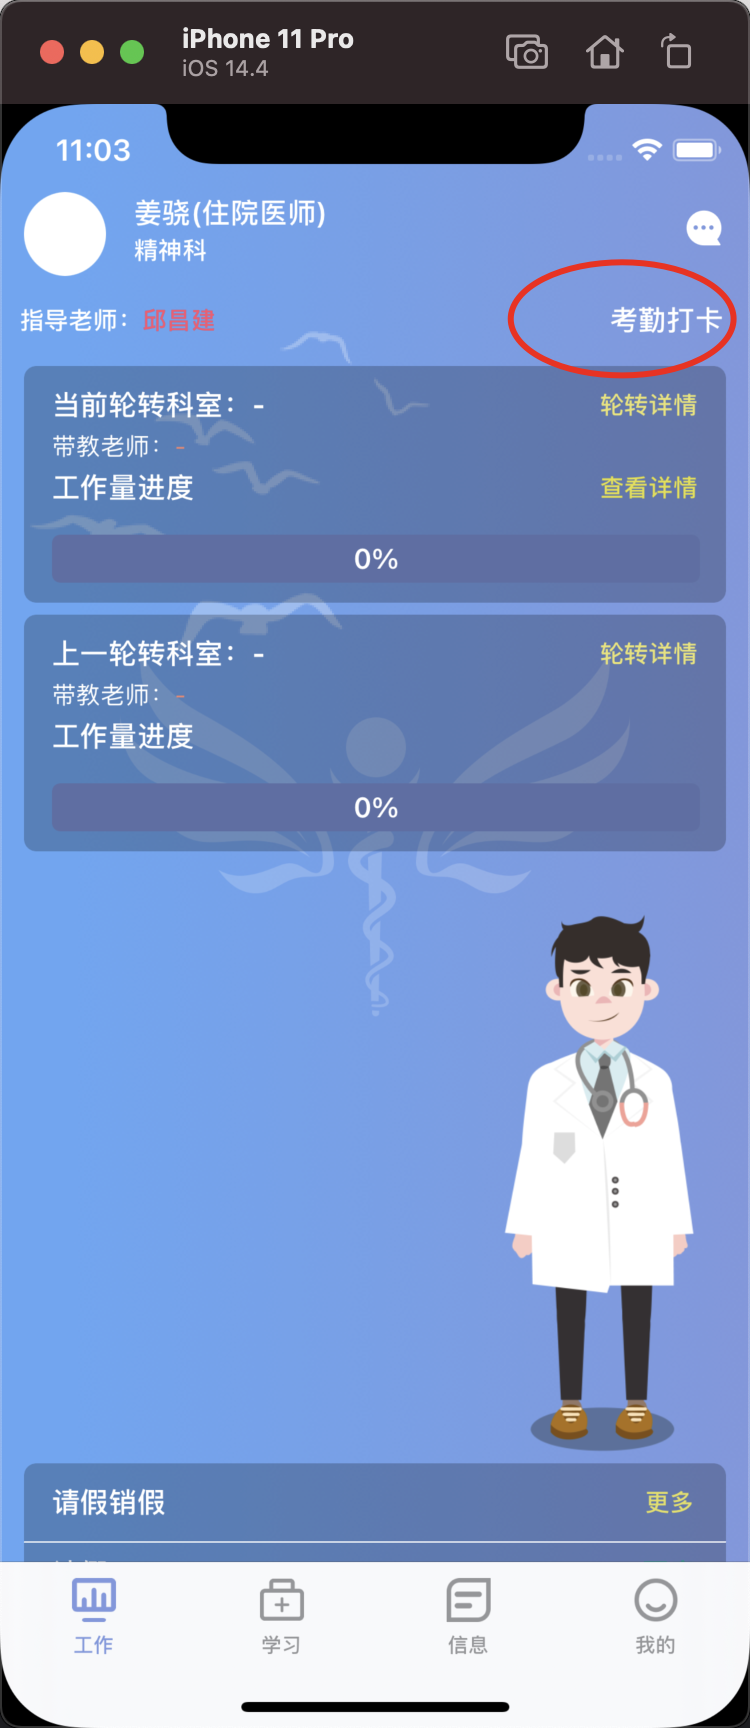 iPhone 11 Pro
iOS 14.4
11:03
姜骁(住院医师)
精神科
指导老师：邱昌建
考勤打卡
当前轮转科室：-
轮转详情
带教老师：-
工作量进度
查看详情
0%
上一轮转科室：-
轮转详情
带教老师：-
工作量进度
0%
请假销假
更多
工作
学习
信息
我的